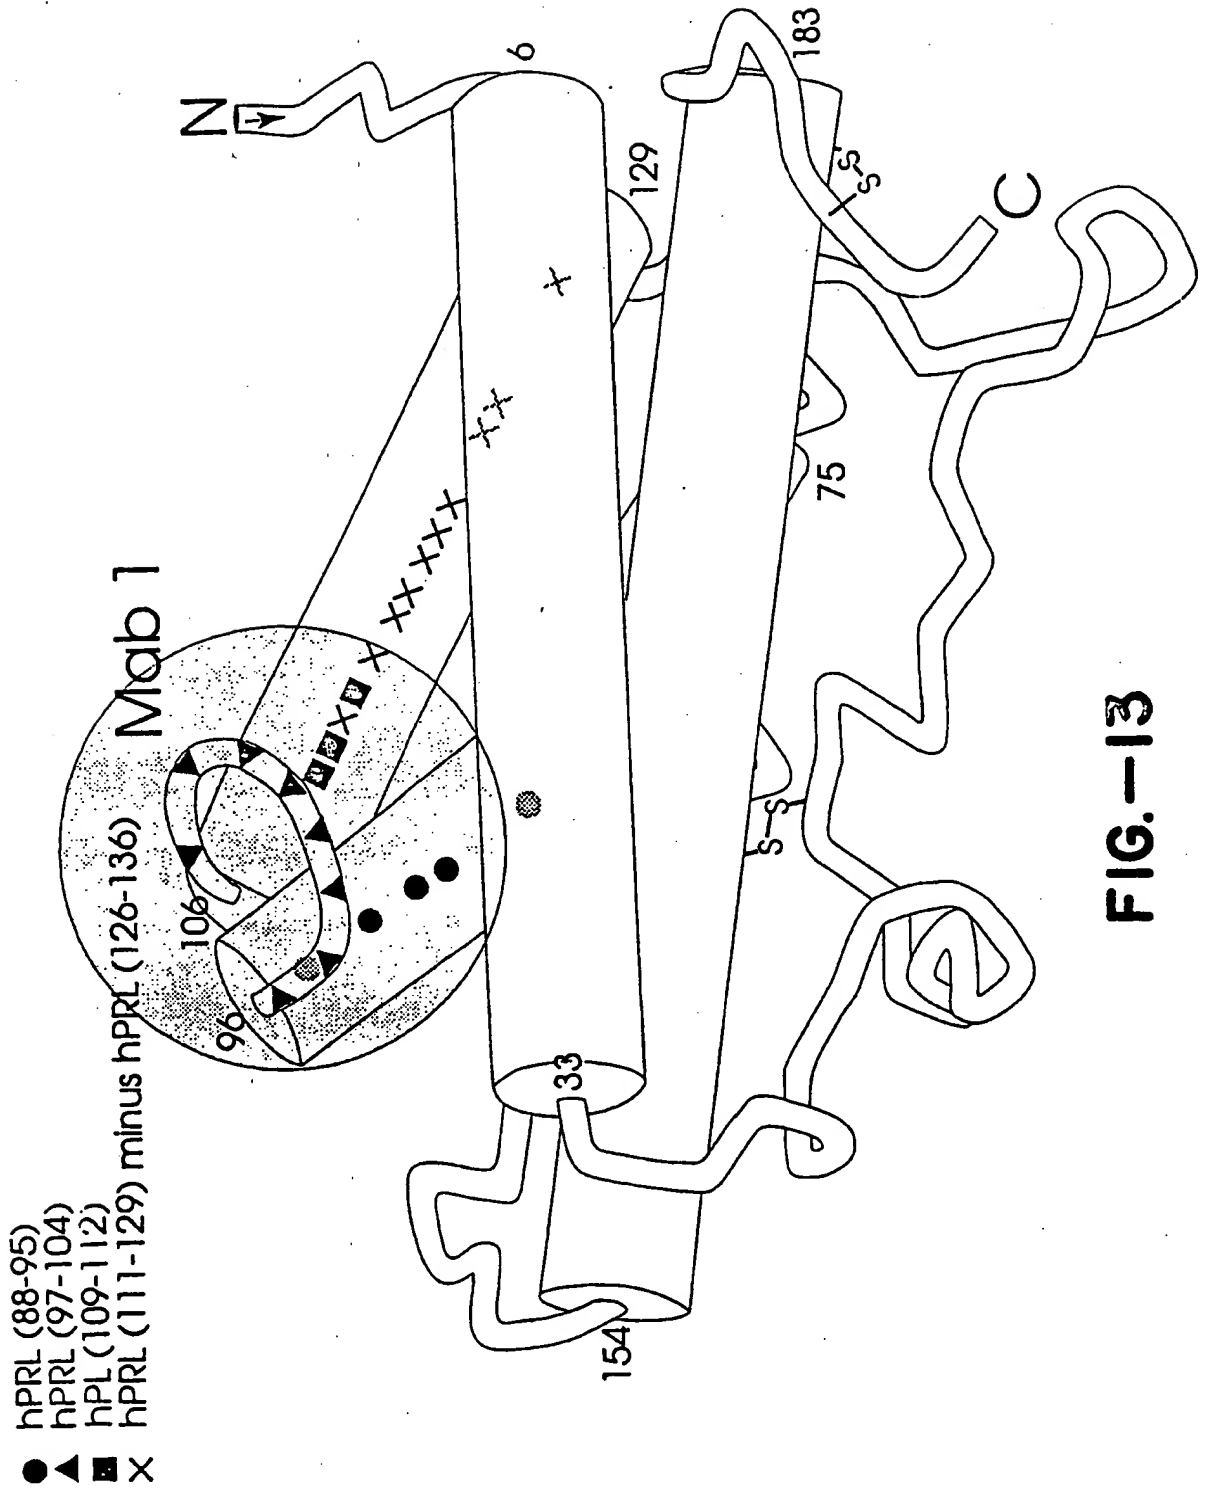 ● hPRL (88-95)
▲ hPRL (97-104)
■ hPL (109-112)
X hPRL (111-129) minus hPRL (126-136)
Mab 1
N
6
106
96
129
183
S-S
C
75
33
S-S
154
FIG.—13